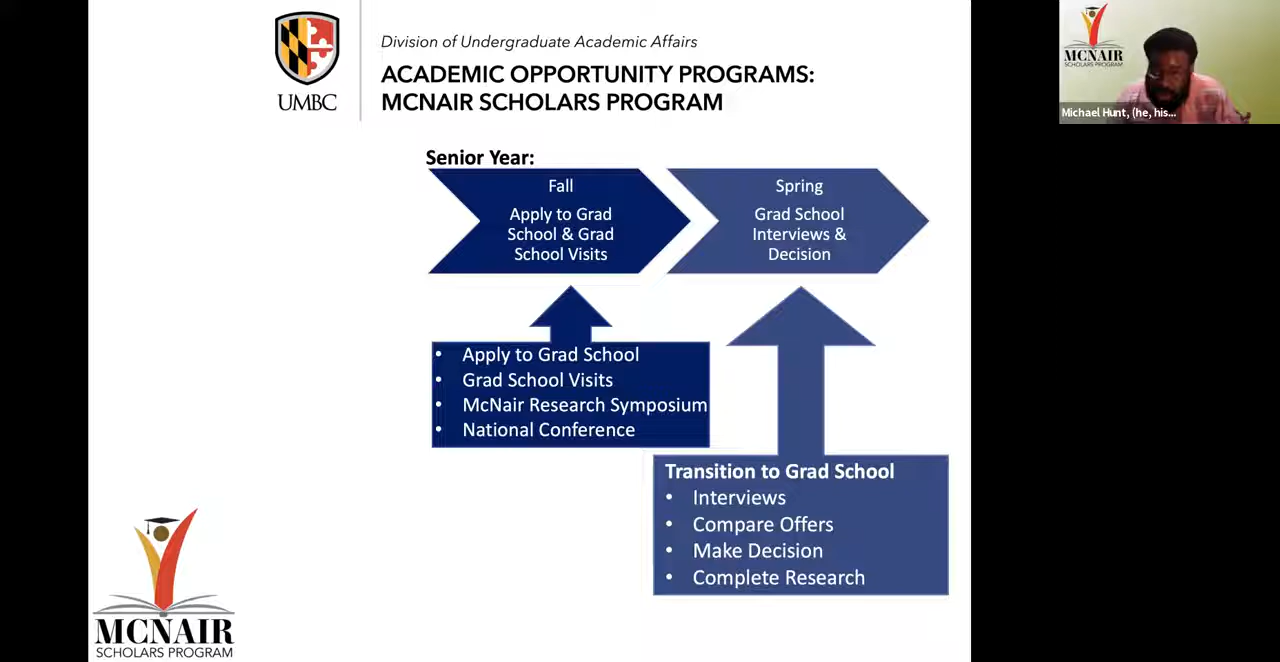 UMBC
Division of Undergraduate Academic Affairs
ACADEMIC OPPORTUNITY PROGRAMS:
MCNAIR SCHOLARS PROGRAM
Senior Year:
Fall
Apply to Grad
School & Grad
School Visits
Spring
Grad School
Interviews &
Decision
• Apply to Grad School
• Grad School Visits
• McNair Research Symposium
• National Conference
Transition to Grad School
• Interviews
• Compare Offers
• Make Decision
• Complete Research
MCNAIR
SCHOLARS PROGRAM
MCNAIR
SCHOLARS PROGRAM
Michael Hunt, (he, his...